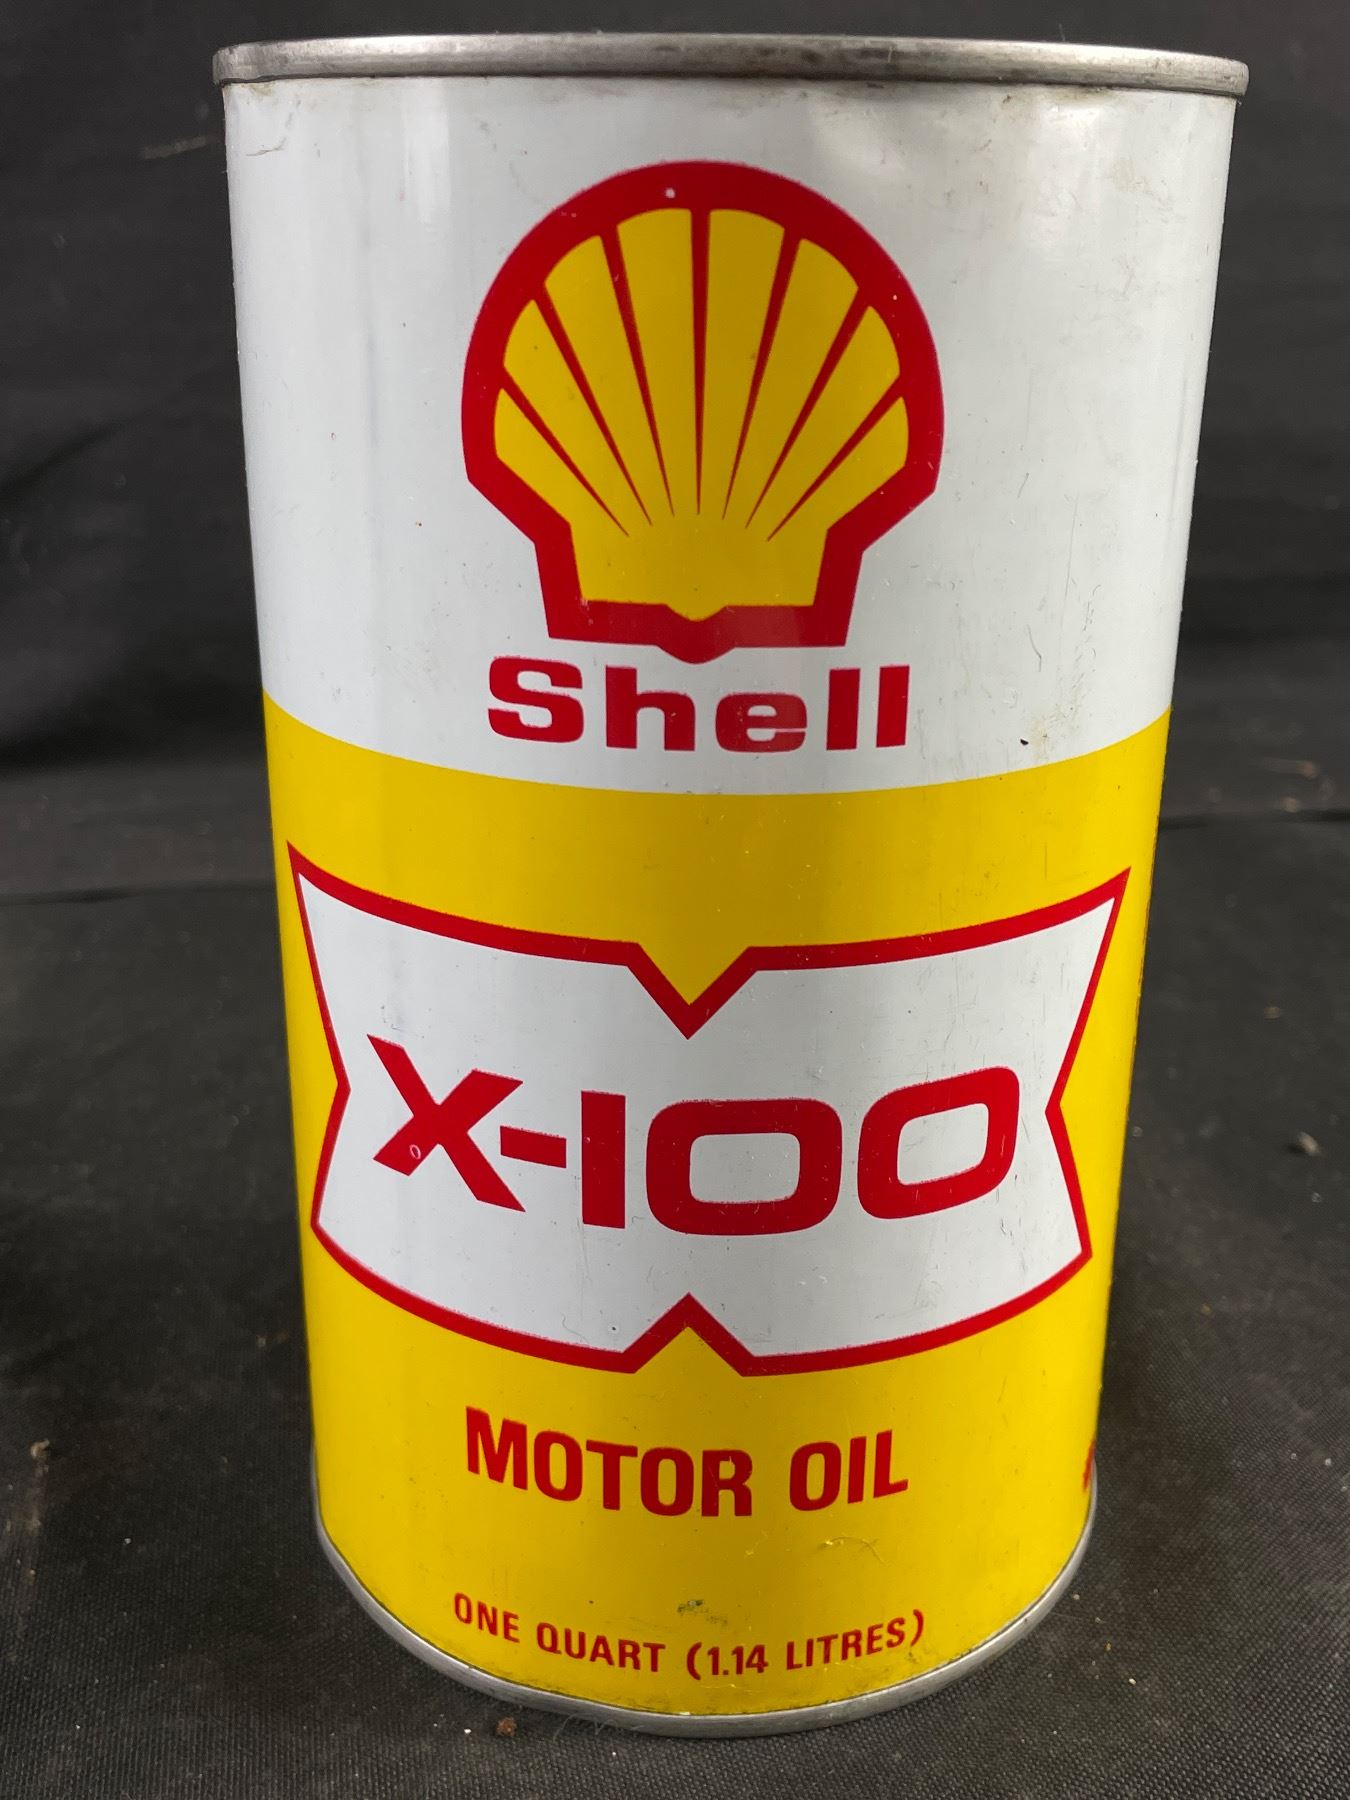 Shell
X-100
MOTOR OIL
ONE QUART (1.14 LITRES)